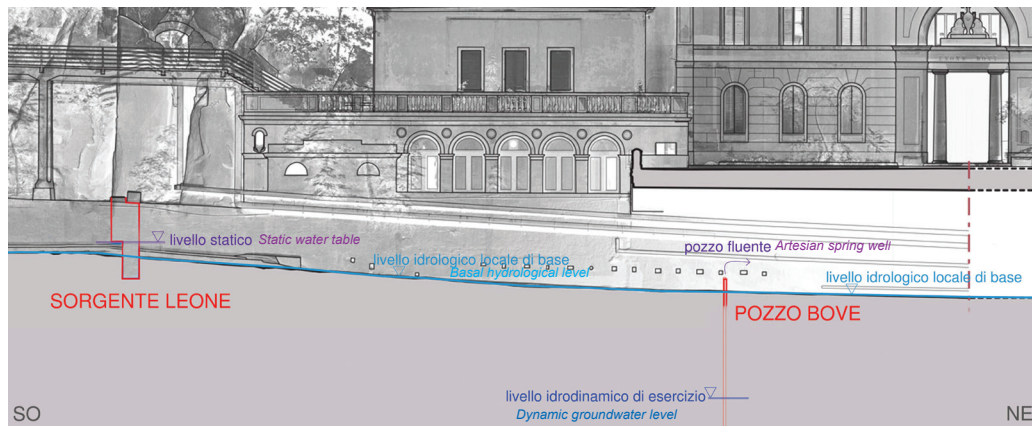 livello statico Static water table
pozzo fluente Artesian spring well
livello idrologico locale di base
Basal hydrological level
livello idrologico locale di base
SORGENTE LEONE
POZZO BOVE
livello idrodinamico di esercizio
Dynamic groundwater level
SO
NE